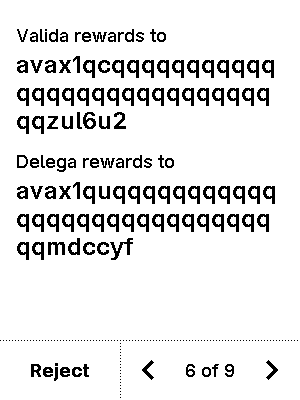 Valida rewards to
avax1qcqqqqqqqqqqq
qqqqqqqqqqqqqqqqq
qqzul6u2
Delega rewards to
avax1quqqqqqqqqqqq
qqqqqqqqqqqqqqqqq
qqmdccyf
Reject
6 of 9